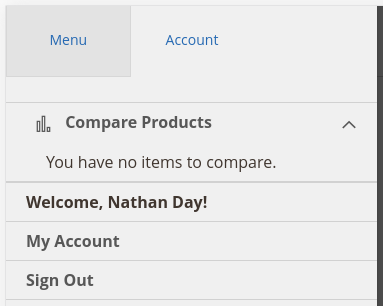 Menu
Account
Compare Products
You have no items to compare.
Welcome, Nathan Day!
My Account
Sign Out